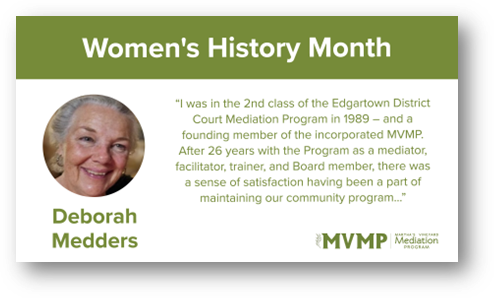 Women's History Month
“I was in the 2nd class of the Edgartown District
Court Mediation Program in 1989 – and a
founding member of the incorporated MVMP.
After 26 years with the Program as a mediator,
facilitator, trainer, and Board member, there was
a sense of satisfaction having been a part of
maintaining our community program...”
Deborah
Medders
MVMP
MARTHA'S VINEYARD
Mediation
PROGRAM